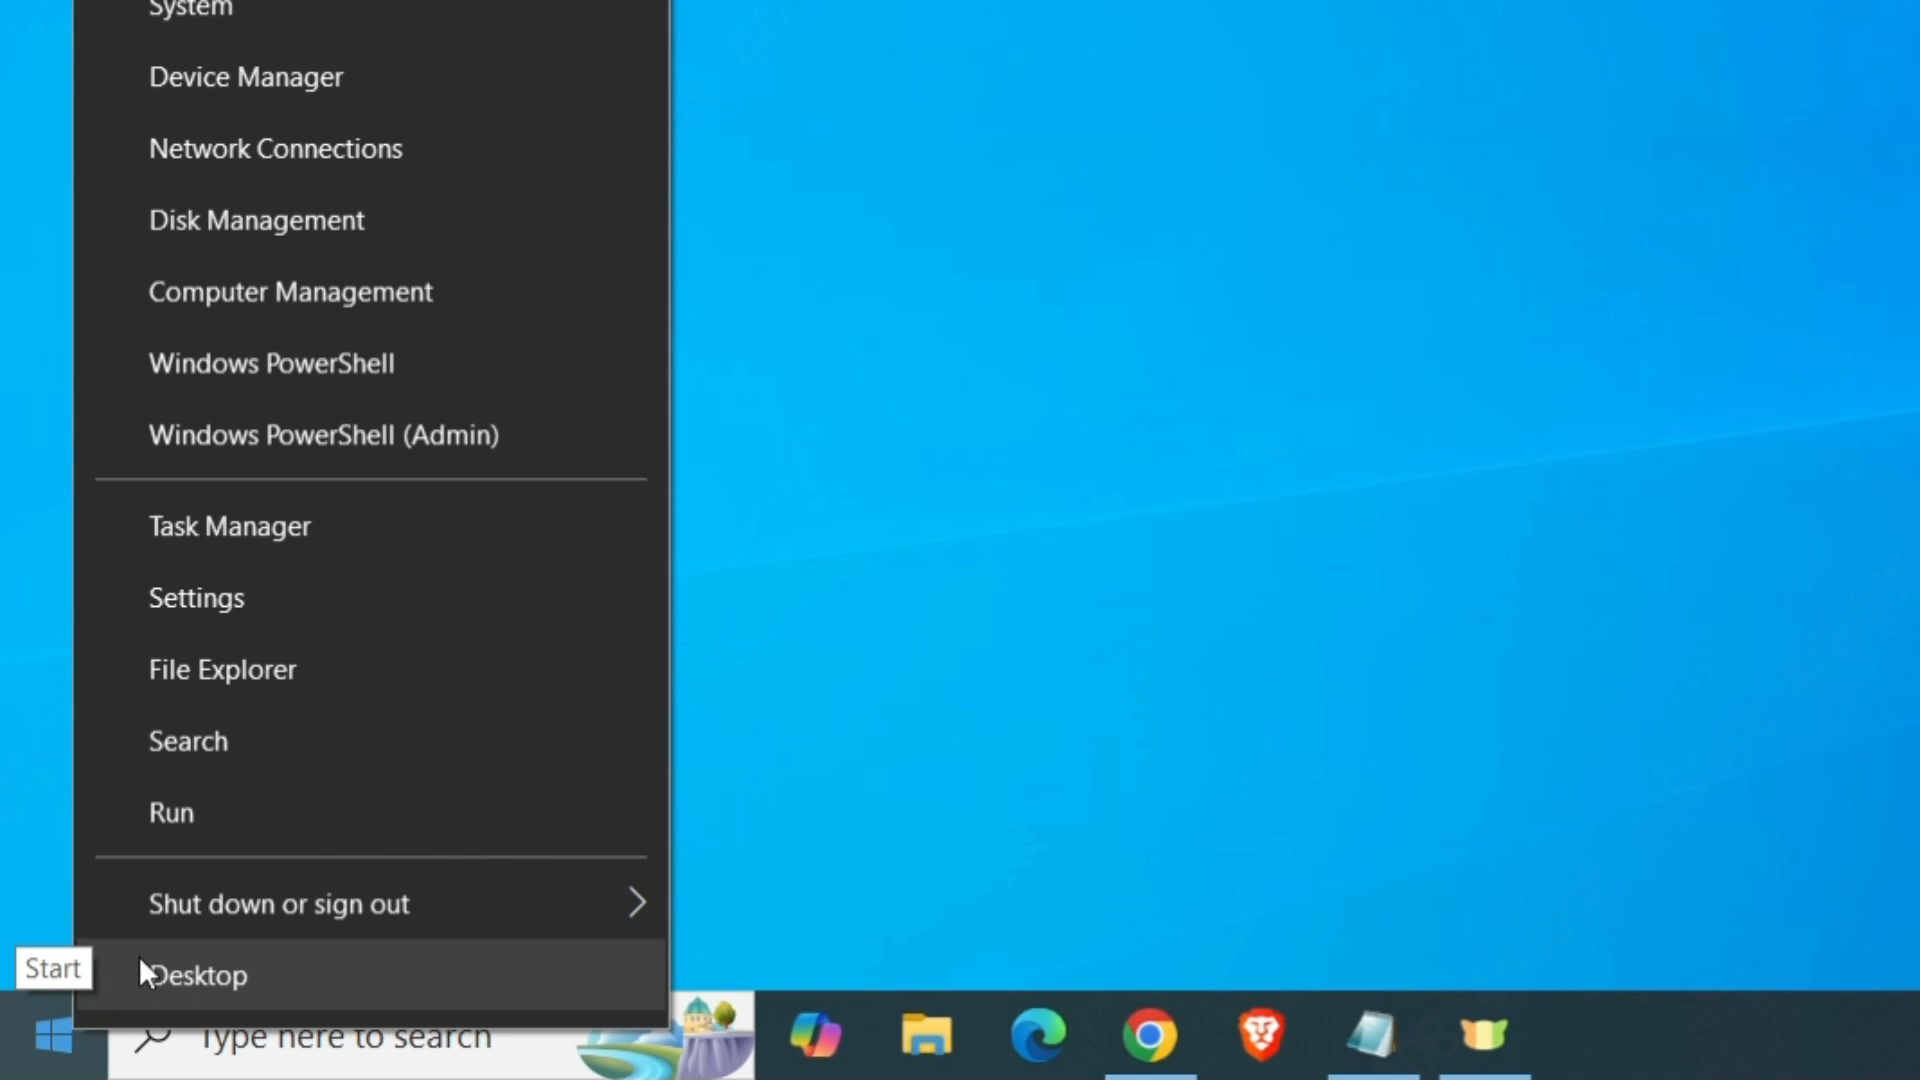 System
Device Manager
Network Connections
Disk Management
Computer Management
Windows PowerShell
Windows PowerShell (Admin)
Task Manager
Settings
File Explorer
Search
Run
Shut down or sign out
Start
Desktop
Type here to search